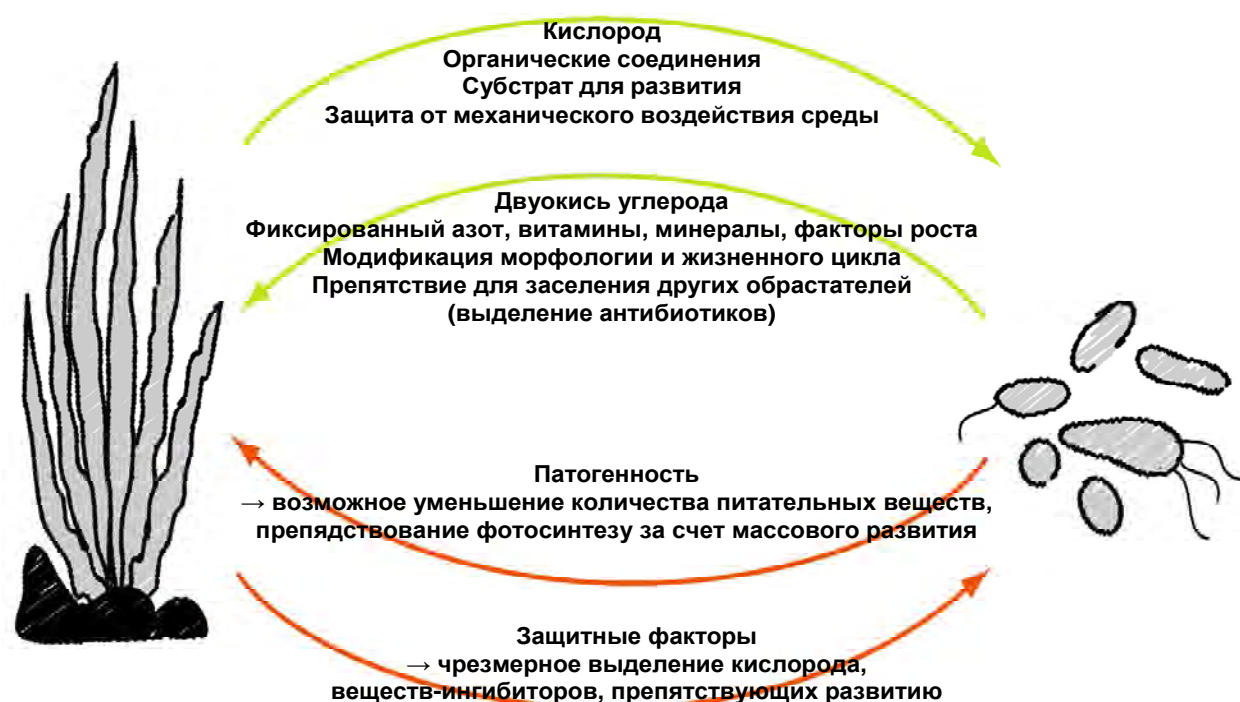 Кислород
Органические соединения
Субстрат для развития
Защита от механического воздействия среды
Двуокись углерода
Фиксированный азот, витамины, минералы, факторы роста
Модификация морфологии и жизненного цикла
Препятствие для заселения других обрастателей
(выделение антибиотиков)
Патогенность
→ возможное уменьшение количества питательных веществ,
препядствование фотосинтезу за счет массового развития
Защитные факторы
→ чрезмерное выделение кислорода,
веществ-ингибиторов, препятствующих развитию